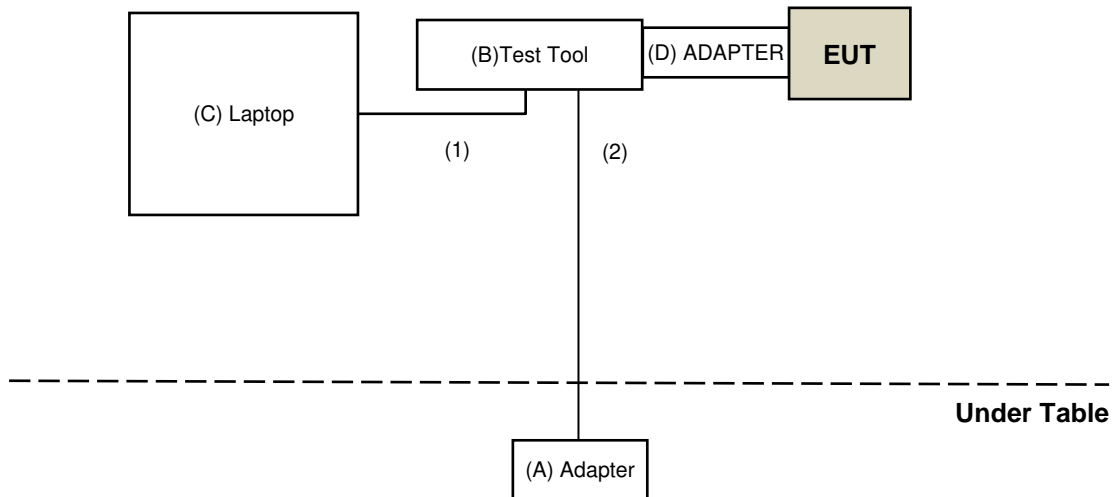 (B)Test Tool
(D) ADAPTER
EUT
(C) Laptop
(1)
(2)
Under Table
(A) Adapter